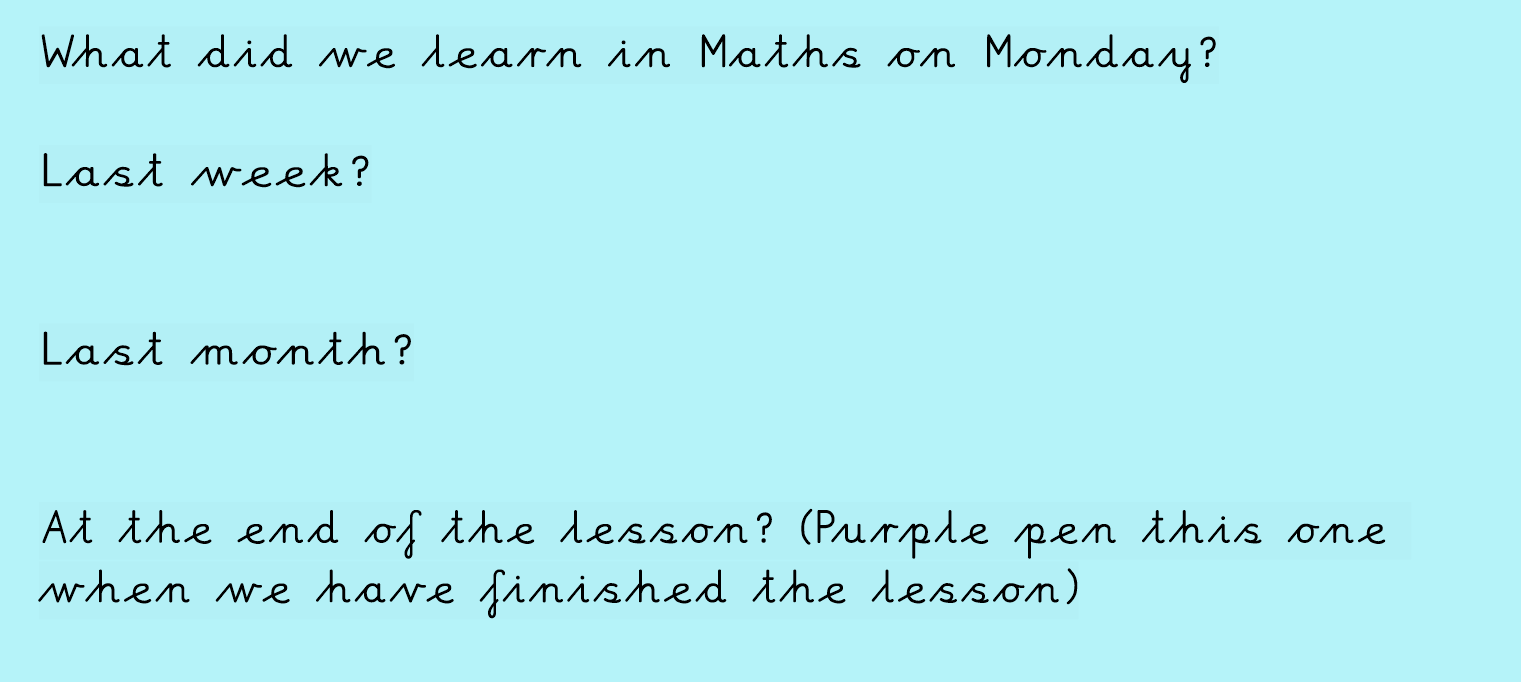 What did we learn in Maths on Monday?
Last week?
Last month?
At the end of the lesson? (Purple pen this one
when we have finished the lesson)